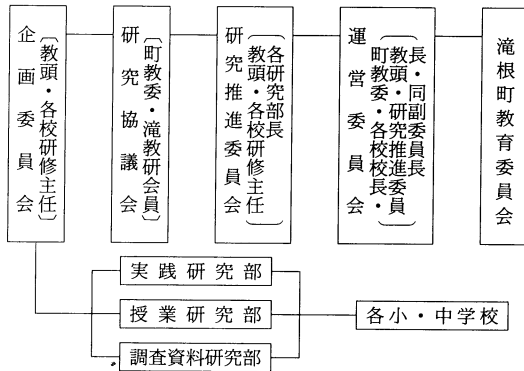 滝根町教育委員会
運営委員会
〔町教委・各校校長・
教頭・研究推進委員
長・同副委員長〕
研究推進委員会
〔教頭・各校研修主任
各研究部長〕
研究協議会
〔町教委・滝教研会員〕
企画委員会
〔教頭・各校研修主任〕
実践研究部
授業研究部
調査資料研究部
各小・中学校